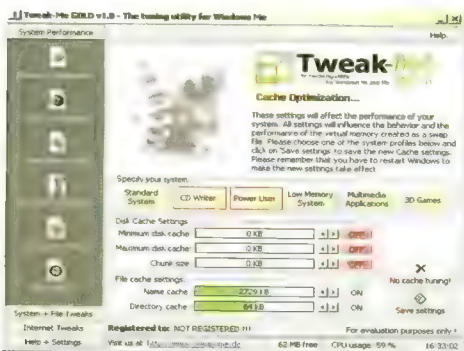 Tweak-Me GOLD v1.0 - The tuning utility for Windows Me
System Performance
Help
Tweak-
Cache Optimization...
These settings will affect the performance of your
system. All settings will influence the behavior and the
performance of the virtual memory created as a swap
file. Please choose one of the system profiles below and
click on 'Save settings' to save the new Cache settings.
Please remember that you have to restart Windows to
make the new settings take effect
Specify your system
Standard System
CD Writer
Power User
Low Memory System
Multimedia Applications
3D Games
Disk Cache Settings
Minimum disk cache 0 KB OFF
Maximum disk cache 0 KB OFF
Chunk size 0 KB OFF
File cache settings
Name cache ON
Directory cache 64 KB ON
No cache tuning!
Save settings
System + File Tweaks
Internet Tweaks
Help + Settings
Registered to: NOT REGISTERED !!!
For evaluation purposes only
Visit us at
62 MB free
CPU usage 59 %
16:33:02